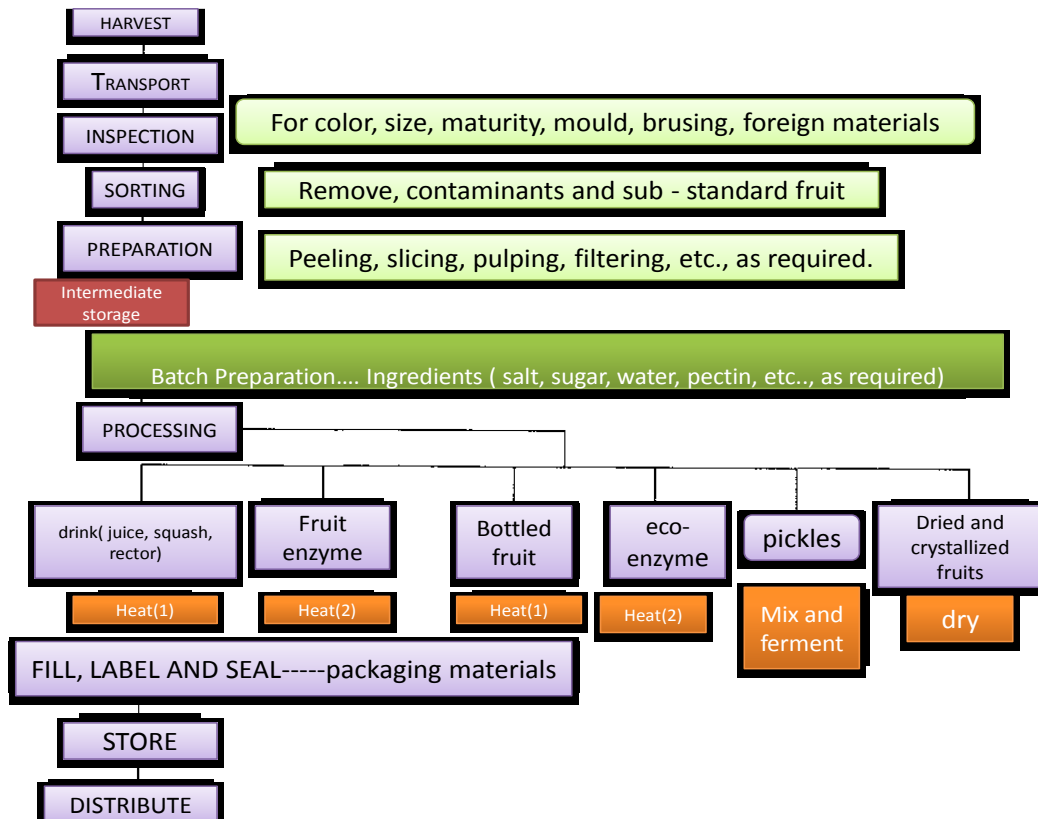 HARVEST
TRANSPORT
INSPECTION
For color, size, maturity, mould, brusing, foreign materials
SORTING
Remove, contaminants and sub - standard fruit
PREPARATION
Peeling, slicing, pulping, filtering, etc., as required.
Intermediate
storage
Batch Preparation.... Ingredients ( salt, sugar, water, pectin, etc.., as required)
PROCESSING
drink( juice, squash,
rector)
Fruit
enzyme
Bottled
fruit
eco-
enzyme
pickles
Dried and
crystallized
fruits
Heat(1)
Heat(2)
Heat(1)
Heat(2)
Mix and
ferment
dry
FILL, LABEL AND SEAL-----packaging materials
STORE
DISTRIBUTE